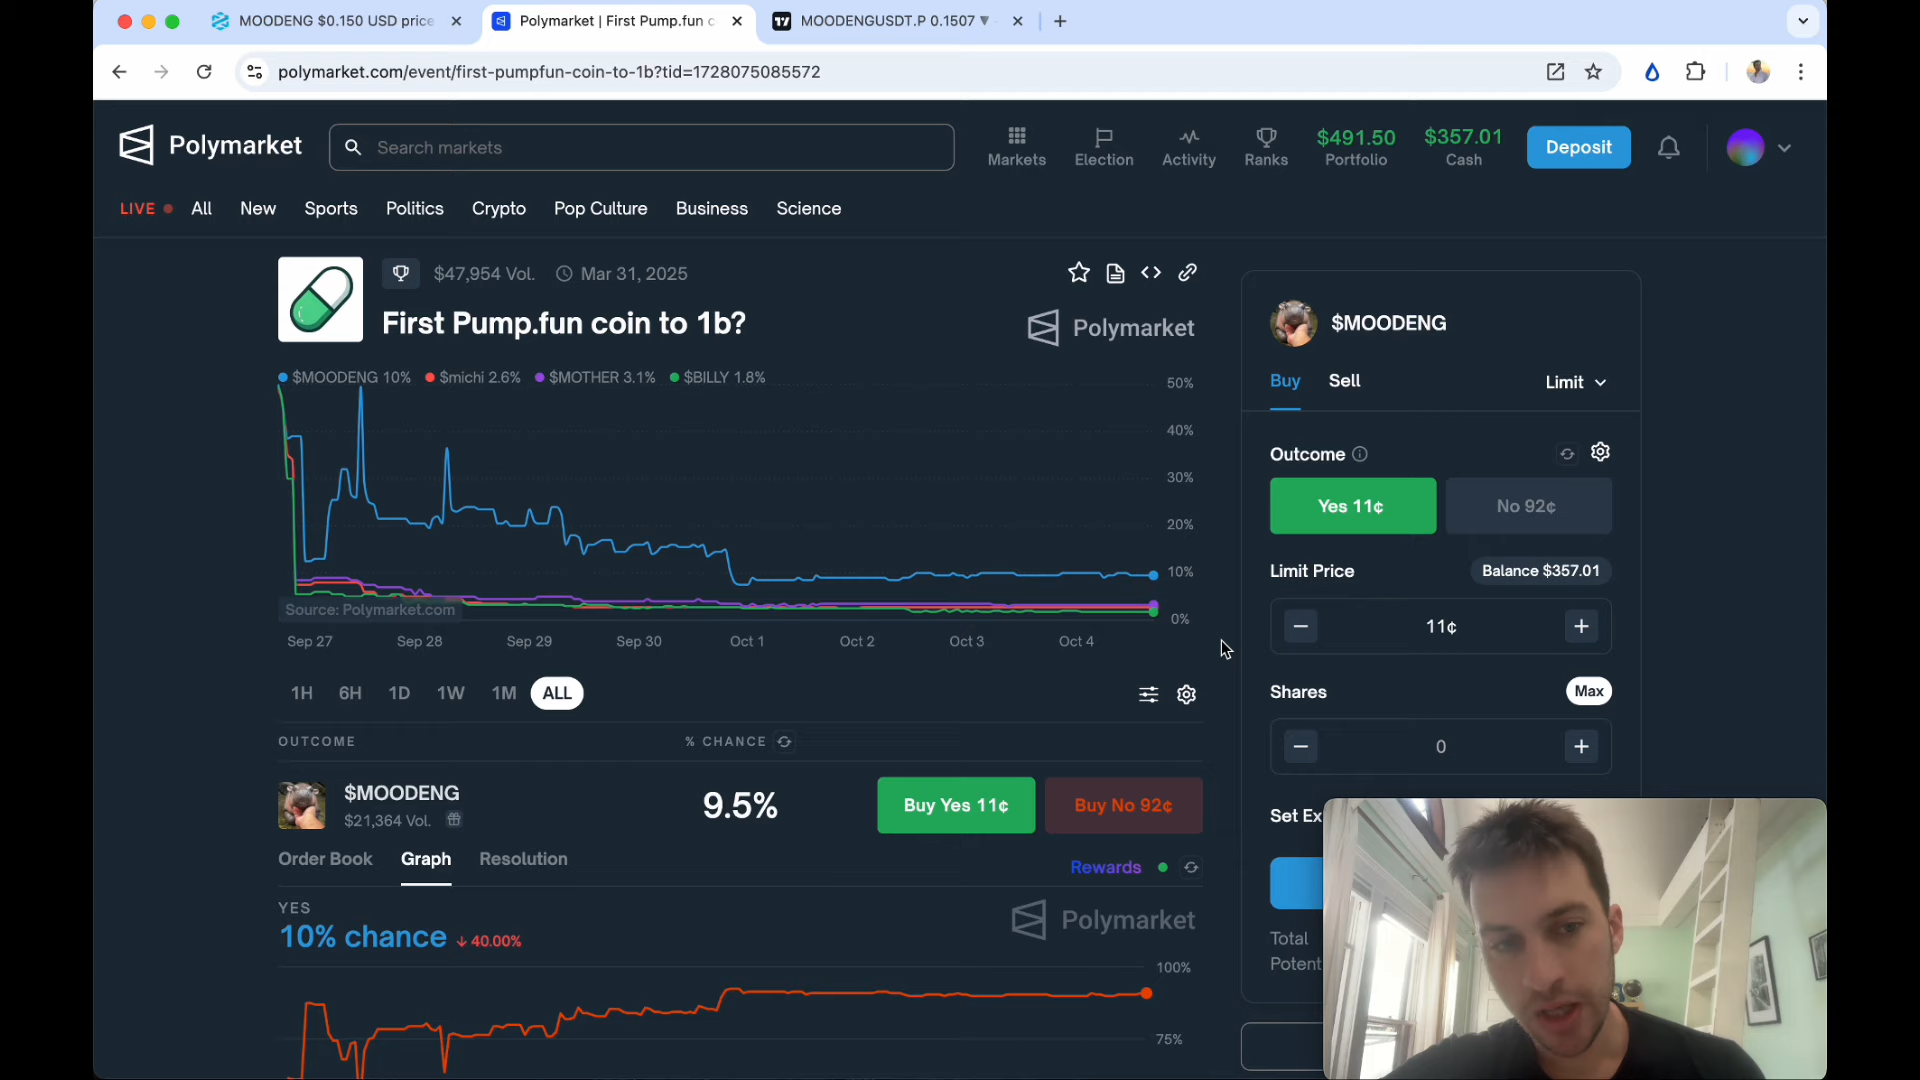 MOODENG $0.150 USD price
Polymarket | First Pump.fun c
MOODENGUSDT.P 0.1507 ▼
polymarket.com/event/first-pumpfun-coin-to-1b?tid=1728075085572
Polymarket
Search markets
Markets
Election
Activity
Ranks
$491.50
Portfolio
$357.01
Cash
Deposit
LIVE
All
New
Sports
Politics
Crypto
Pop Culture
Business
Science
$47,954 Vol.
Mar 31, 2025
First Pump.fun coin to 1b?
Polymarket
$MOODENG 10%
$michi 2.6%
$MOTHER 3.1%
$BILLY 1.8%
50%
40%
30%
20%
10%
0%
Source: Polymarket.com
Sep 27
Sep 28
Sep 29
Sep 30
Oct 1
Oct 2
Oct 3
Oct 4
1H
6H
1D
1W
1M
ALL
OUTCOME
% CHANCE
$MOODENG
$21,364 Vol.
9.5%
Buy Yes 11¢
Buy No 92¢
Order Book
Graph
Resolution
Rewards
YES
10% chance
40.00%
Polymarket
100%
75%
$MOODENG
Buy
Sell
Limit
Outcome
Yes 11¢
No 92¢
Limit Price
Balance $357.01
11¢
Shares
Max
0
Set Ex
Total
Potent